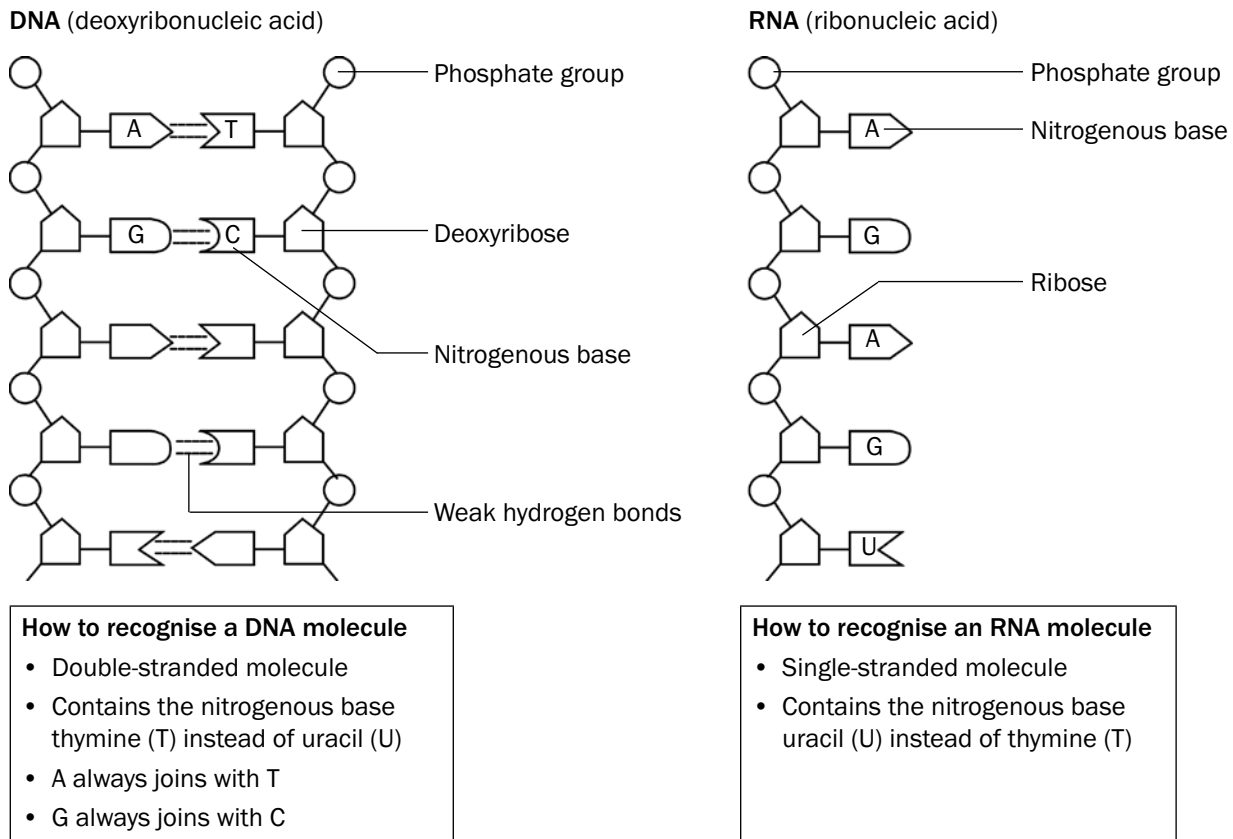 DNA (deoxyribonucleic acid)
Phosphate group
A
T
G
C
Deoxyribose
Nitrogenous base
Weak hydrogen bonds
How to recognise a DNA molecule
• Double-stranded molecule
• Contains the nitrogenous base
thymine (T) instead of uracil (U)
• A always joins with T
• G always joins with C
RNA (ribonucleic acid)
Phosphate group
A
Nitrogenous base
G
Ribose
A
G
U
How to recognise an RNA molecule
• Single-stranded molecule
• Contains the nitrogenous base
uracil (U) instead of thymine (T)